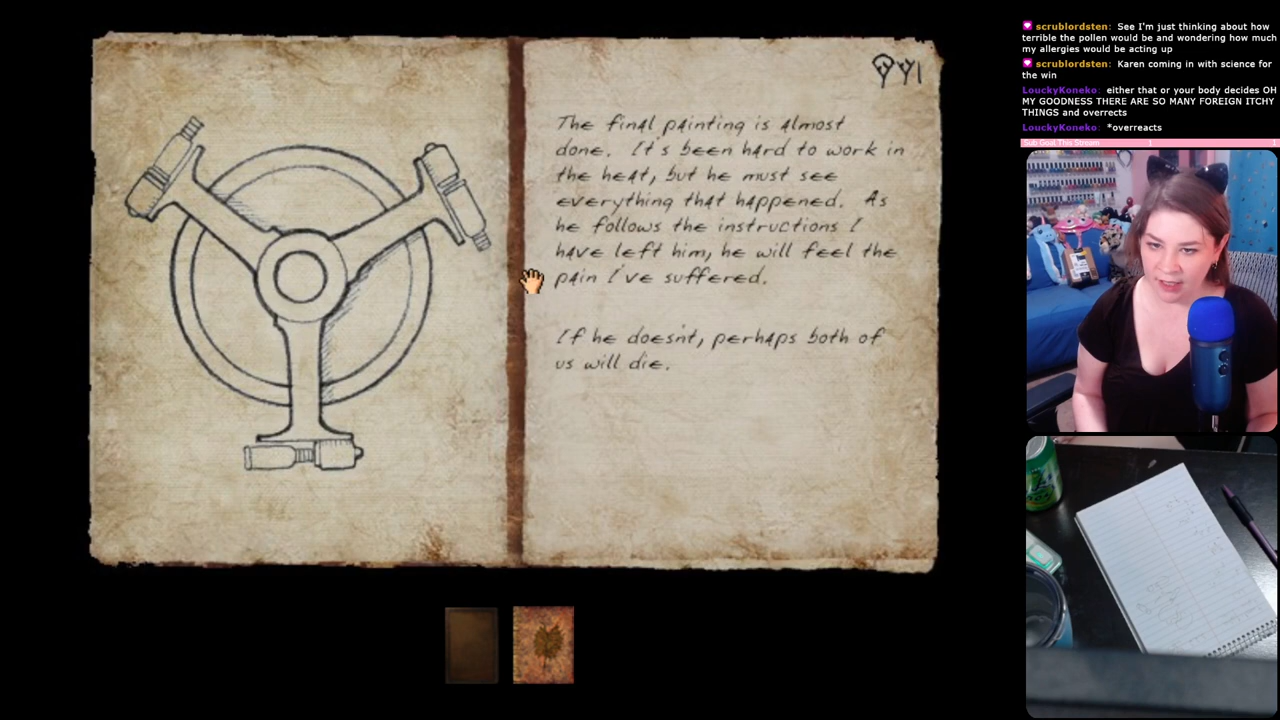 The final painting is almost
done. It's been hard to work in
the heat, but he must see
everything that happened. As
he follows the instructions I
have left him, he will feel the
pain I've suffered.
If he doesn't, perhaps both of
us will die.
scrublordsten: See I'm just thinking about how
terrible the pollen would be and wondering how much
my allergies would be acting up
scrublordsten: Karen coming in with science for
the win
LouckyKoneko: either that or your body decides OH
MY GOODNESS THERE ARE SO MANY FOREIGN ITCHY
THINGS and overrects
LouckyKoneko: *overreacts
Sub Goal This Stream 1